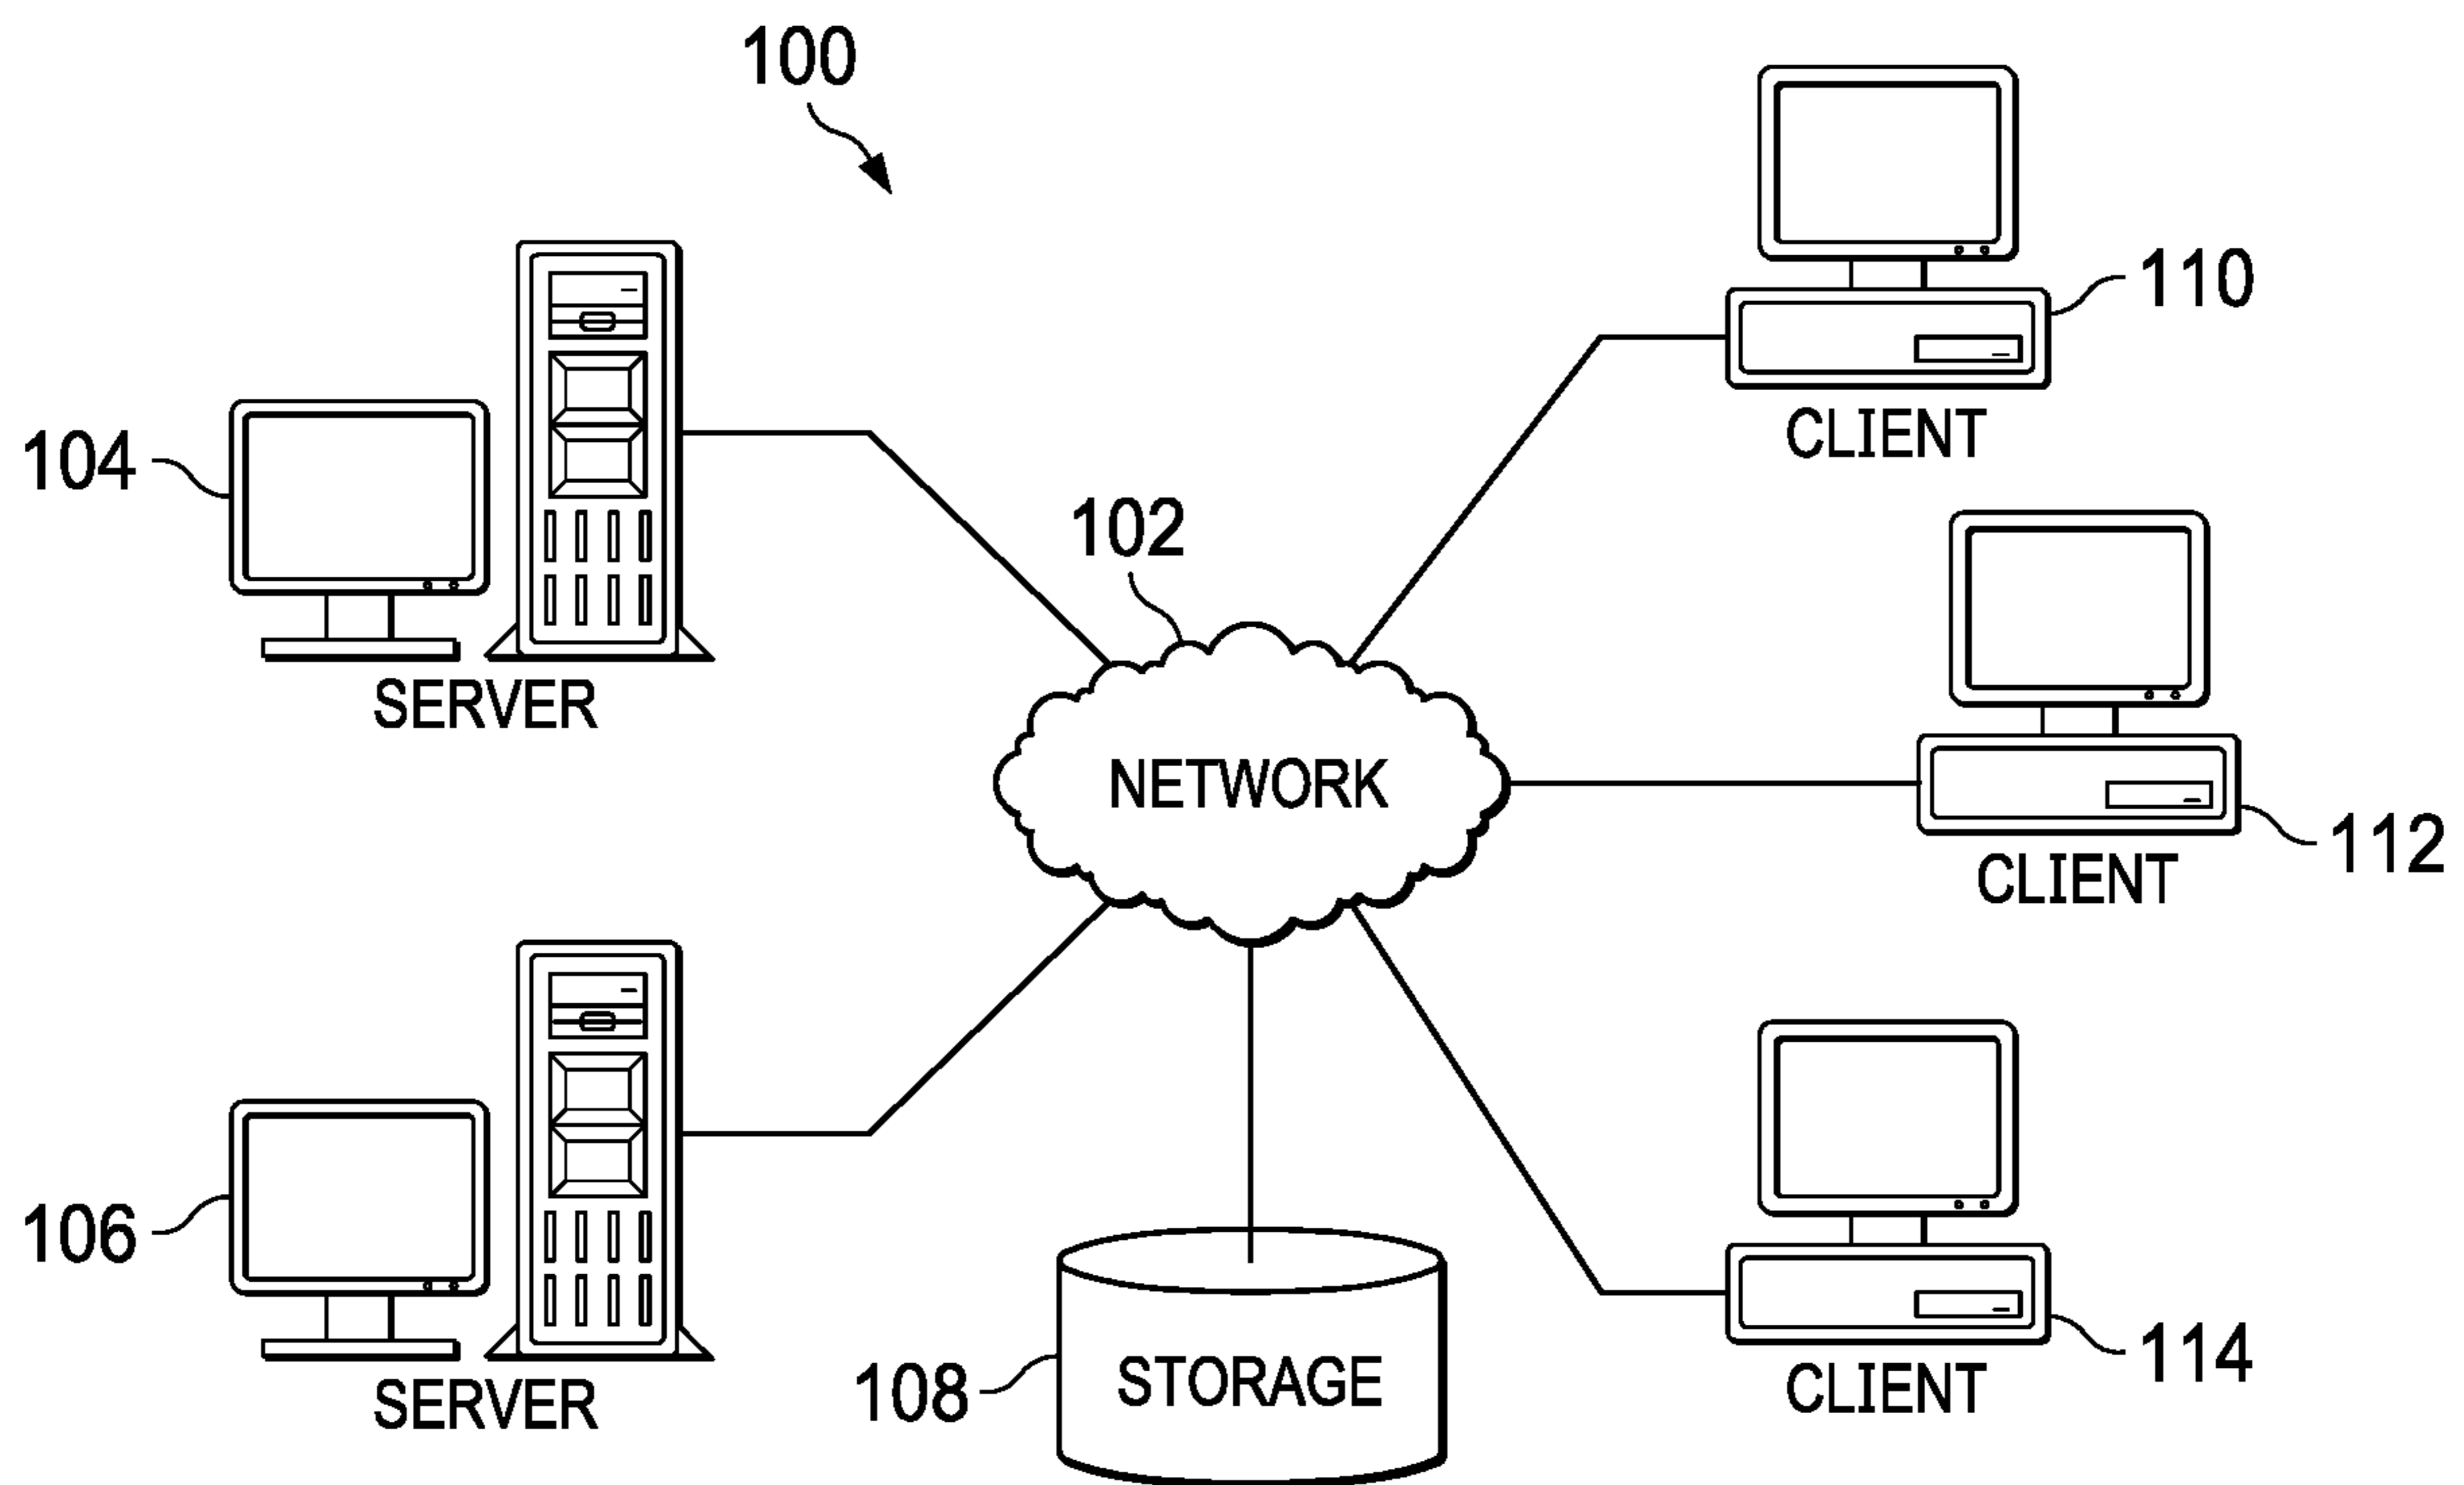 100
110
CLIENT
104
102
SERVER
NETWORK
112
CLIENT
106
108
STORAGE
114
CLIENT
SERVER